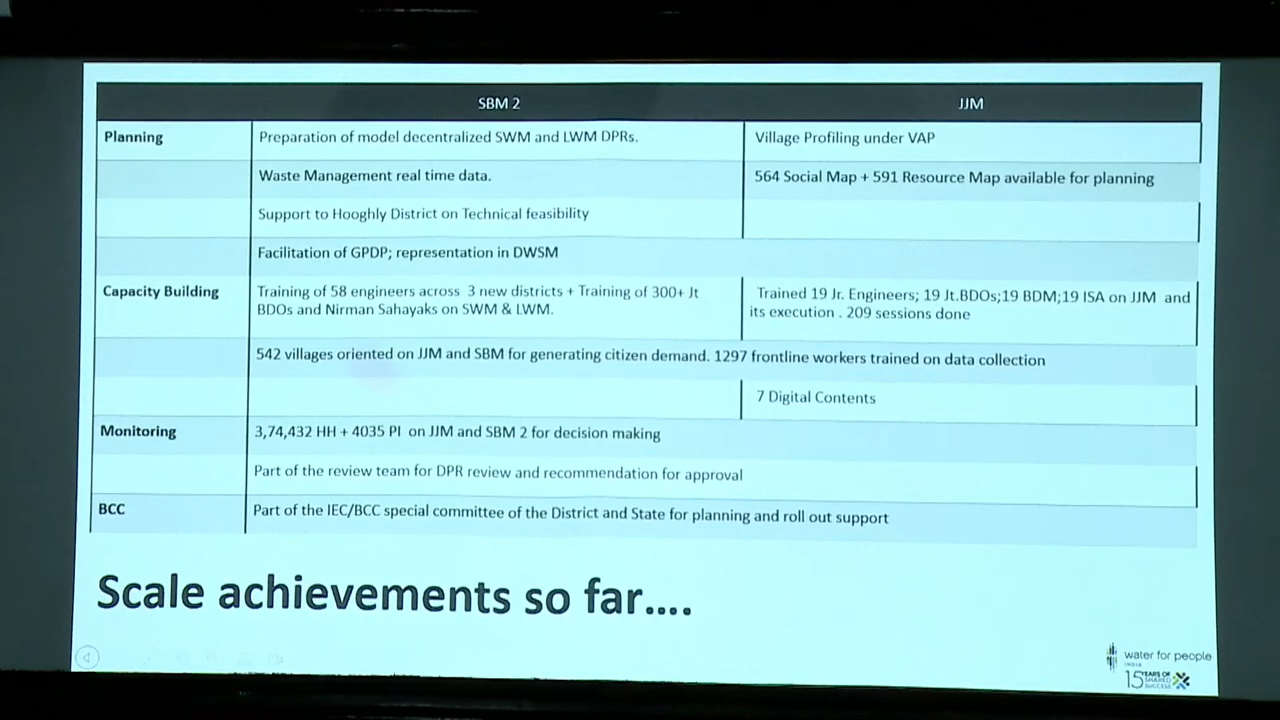 SBM 2 JJM
Planning Preparation of model decentralized SWM and LWM DPRs. Village Profiling under VAP
Waste Management real time data. 564 Social Map + 591 Resource Map available for planning
Support to Hooghly District on Technical feasibility
Facilitation of GPDP; representation in DWSM
Capacity Building Training of 58 engineers across 3 new districts + Training of 300+ Jt
BDOs and Nirman Sahayaks on SWM & LWM.
Trained 19 Jr. Engineers; 19 Jt.BDOs;19 BDM;19 ISA on JJM and
its execution . 209 sessions done
542 villages oriented on JJM and SBM for generating citizen demand. 1297 frontline workers trained on data collection
7 Digital Contents
Monitoring 3,74,432 HH + 4035 PI on JJM and SBM 2 for decision making
Part of the review team for DPR review and recommendation for approval
BCC Part of the IEC/BCC special committee of the District and State for planning and roll out support
Scale achievements so far....
water for people
INDIA
15 YEARS OF
SHARED
SUCCESS